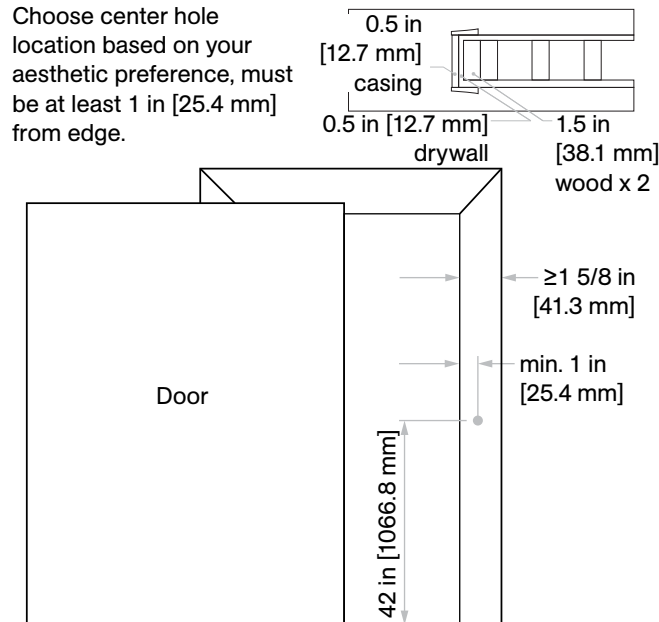 Choose center hole
location based on your
aesthetic preference, must
be at least 1 in [25.4 mm]
from edge.
0.5 in
[12.7 mm]
casing
0.5 in [12.7 mm]
drywall
1.5 in
[38.1 mm]
wood x 2
≥1 5/8 in
[41.3 mm]
min. 1 in
[25.4 mm]
Door
42 in [1066.8 mm]